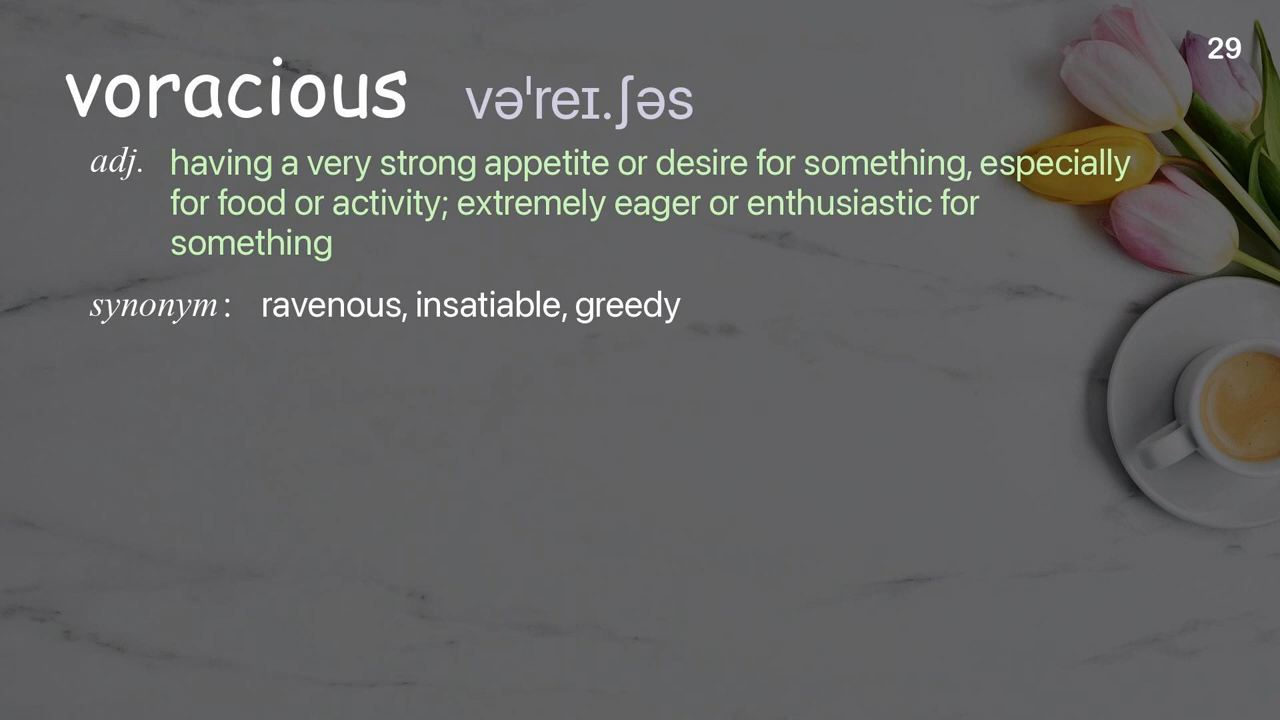 29
voracious vəˈreɪ.ʃəs
adj. having a very strong appetite or desire for something, especially
for food or activity; extremely eager or enthusiastic for
something
synonym: ravenous, insatiable, greedy